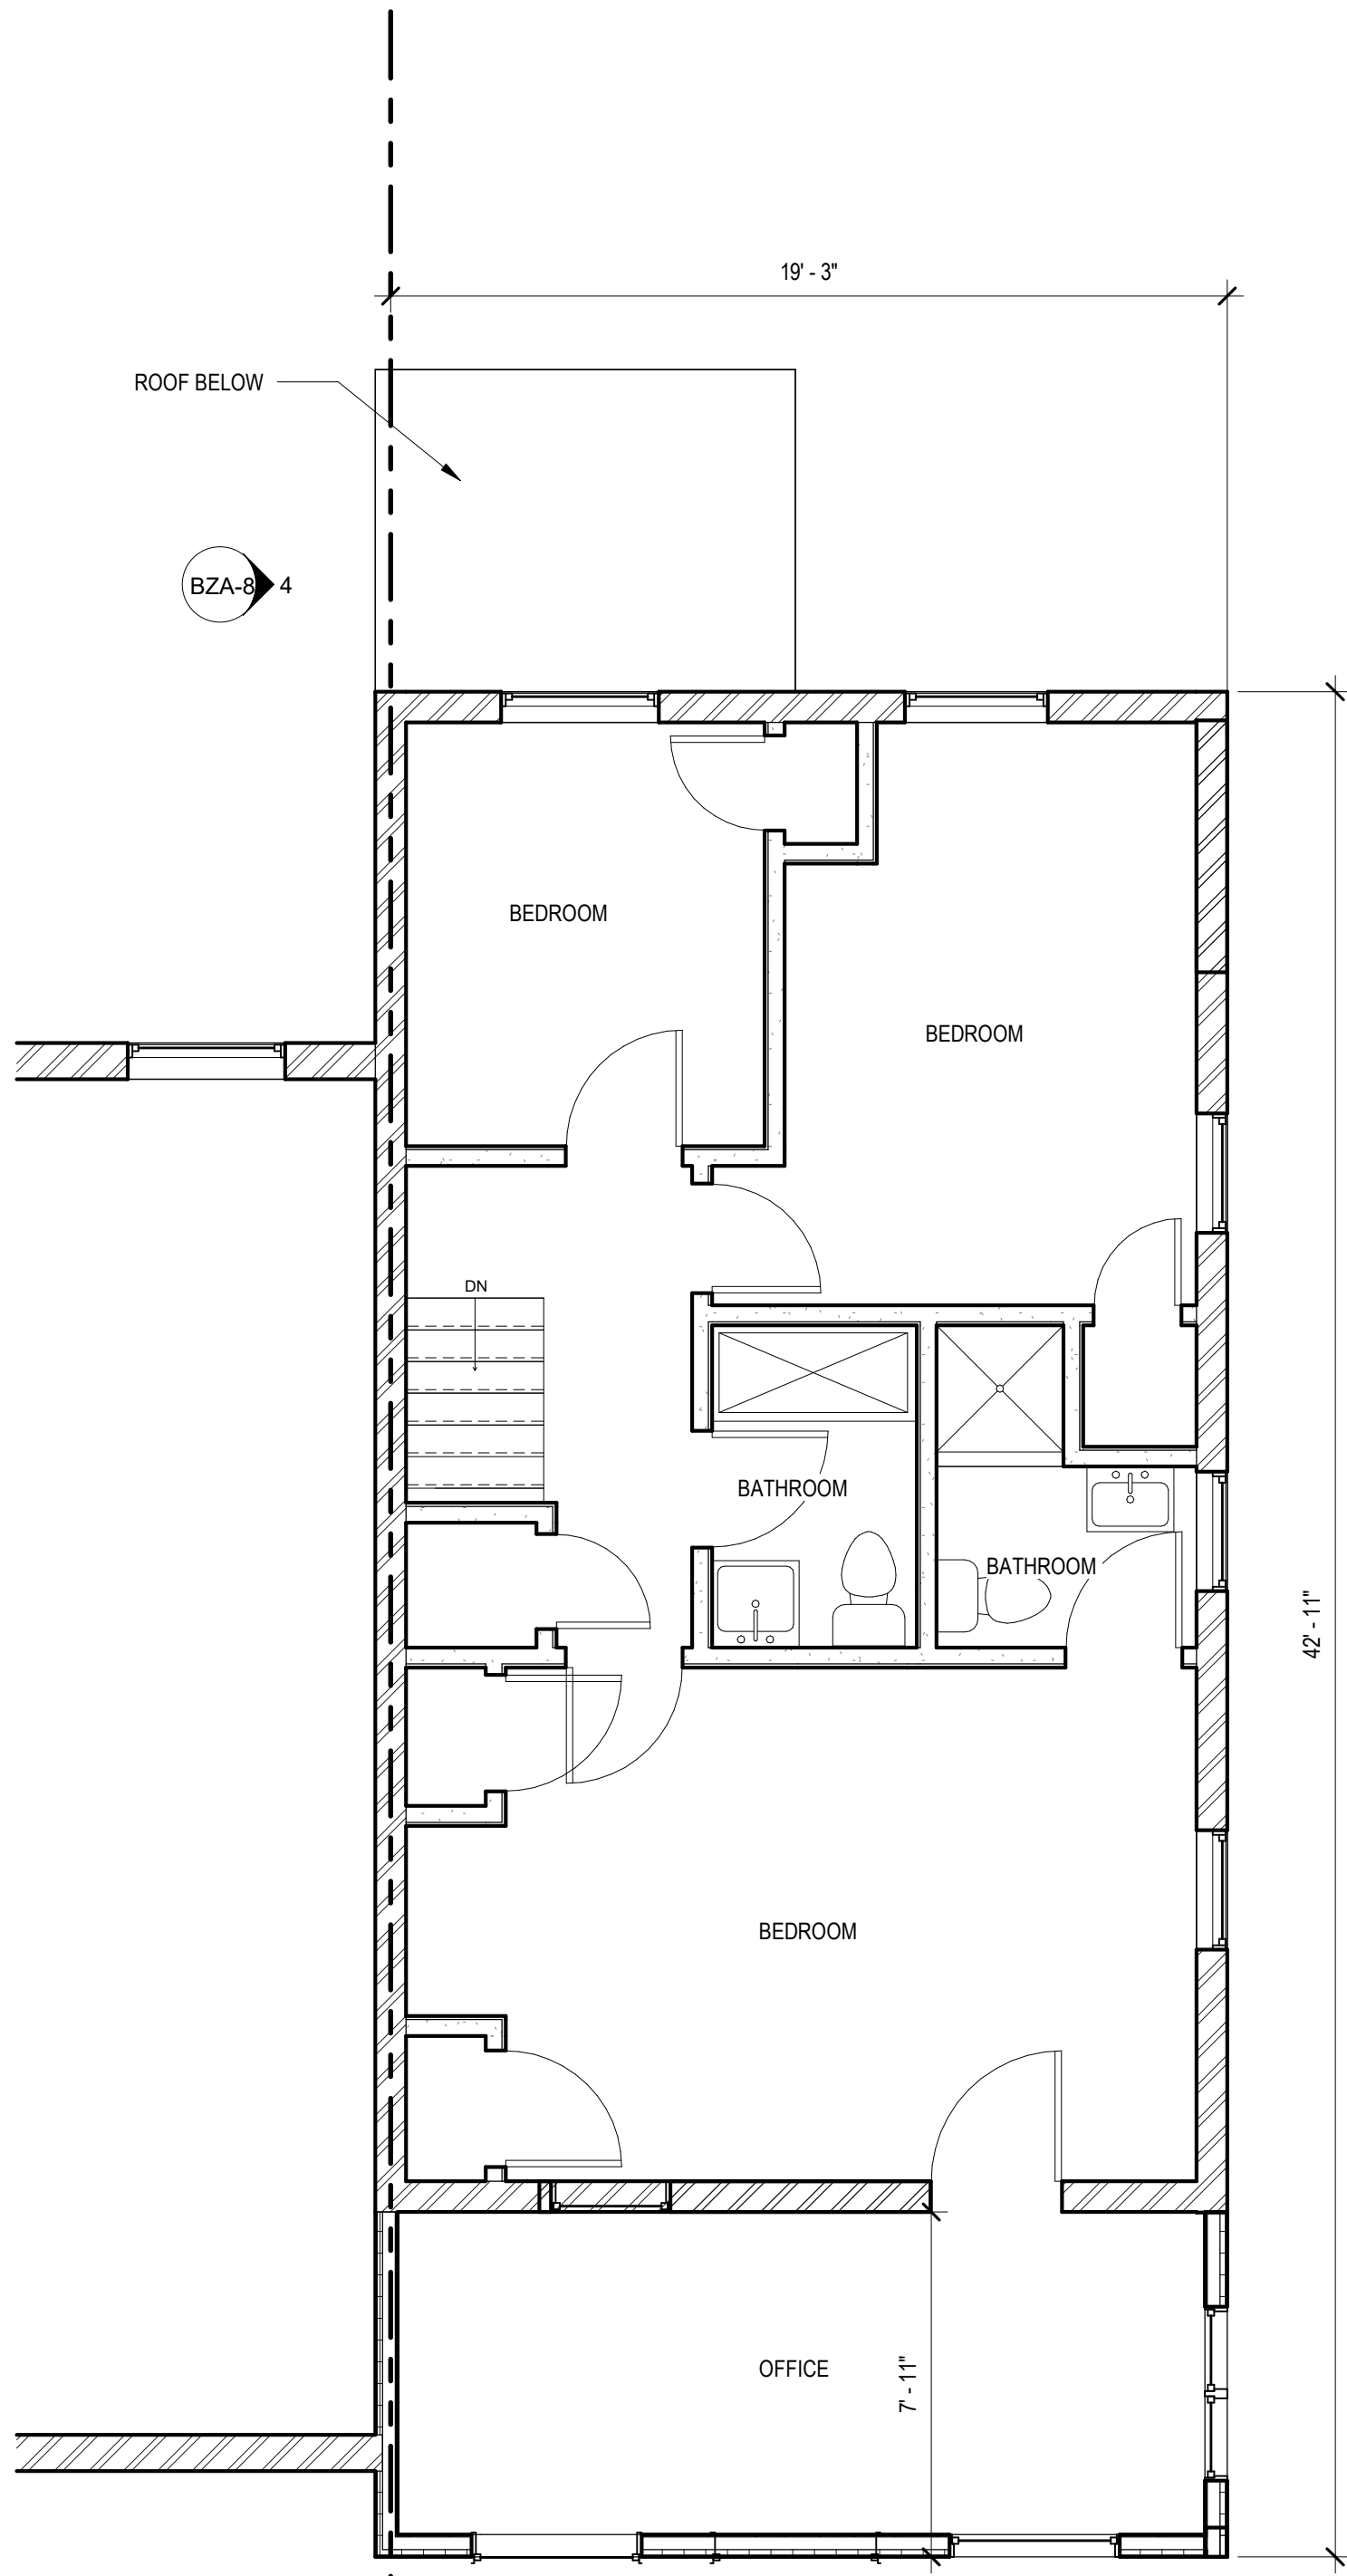 19' - 3"
ROOF BELOW
BZA-8 4
BEDROOM
BEDROOM
DN
BATHROOM
BATHROOM
42' - 11"
BEDROOM
OFFICE
7' - 11"